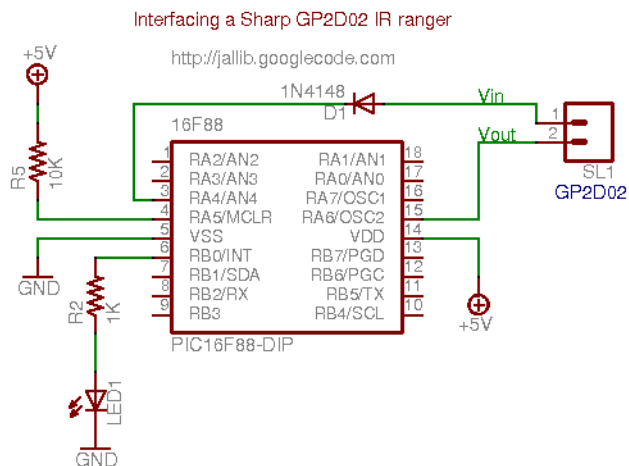 Interfacing a Sharp GP2D02 IR ranger
http://jallib.googlecode.com
+5V
1N4148
D1
Vin
Vout
1
2
SL1
GP2D02
R5
10K
16F88
1 RA2/AN2 RA1/AN1 18
2 RA3/AN3 RA0/AN0 17
3 RA4/AN4 RA7/OSC1 16
4 RA5/MCLR RA6/OSC2 15
5 VSS VDD 14
6 RB0/INT RB7/PGD 13
7 RB1/SDA RB6/PGC 12
8 RB2/RX RB5/TX 11
9 RB3 RB4/SCL 10
PIC16F88-DIP
GND
R2
1K
+5V
LED1
GND